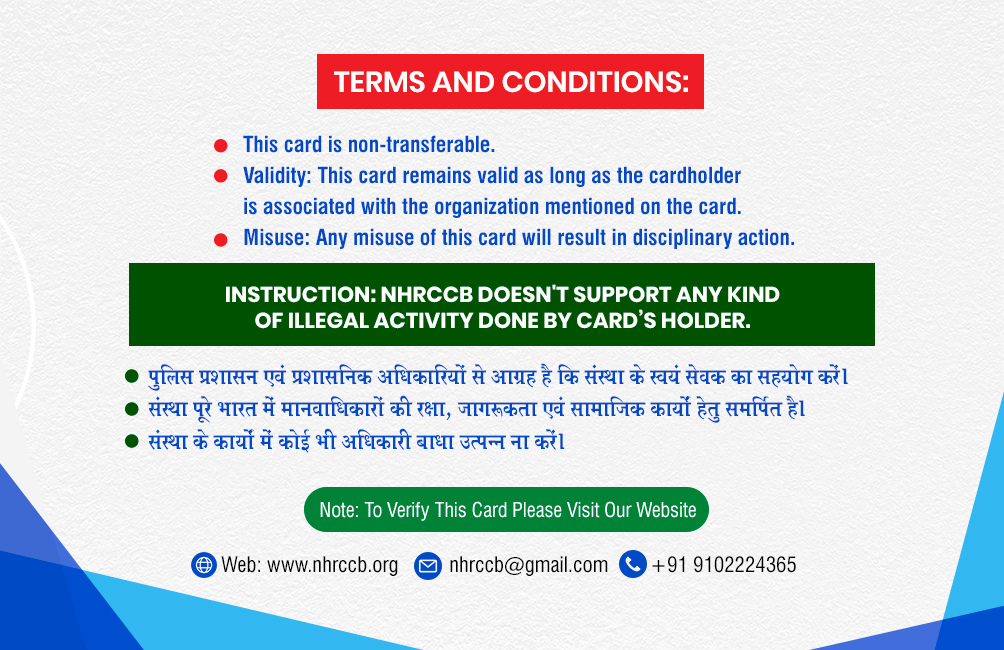 TERMS AND CONDITIONS:
This card is non-transferable.
Validity: This card remains valid as long as the cardholder
is associated with the organization mentioned on the card.
Misuse: Any misuse of this card will result in disciplinary action.
INSTRUCTION: NHRCCB DOESN'T SUPPORT ANY KIND
OF ILLEGAL ACTIVITY DONE BY CARD’S HOLDER.
पुलिस प्रशासन एवं प्रशासनिक अधिकारियों से आग्रह है कि संस्था के स्वयं सेवक का सहयोग करें।
संस्था पूरे भारत में मानवाधिकारों की रक्षा, जागरूकता एवं सामाजिक कार्यों हेतु समर्पित है।
संस्था के कार्यों में कोई भी अधिकारी बाधा उत्पन्न ना करें।
Note: To Verify This Card Please Visit Our Website
Web: www.nhrccb.org nhrccb@gmail.com +91 9102224365